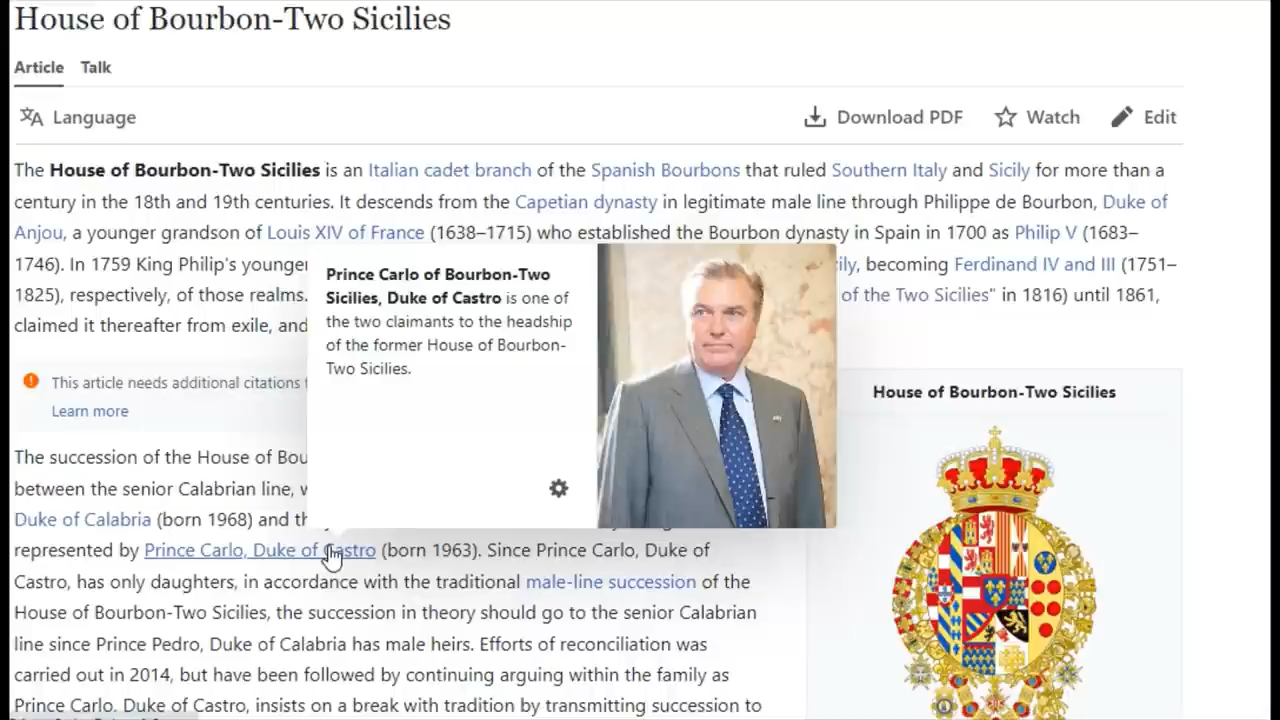 House of Bourbon-Two Sicilies
Article Talk
Language Download PDF Watch Edit
The House of Bourbon-Two Sicilies is an Italian cadet branch of the Spanish Bourbons that ruled Southern Italy and Sicily for more than a
century in the 18th and 19th centuries. It descends from the Capetian dynasty in legitimate male line through Philippe de Bourbon, Duke of
Anjou, a younger grandson of Louis XIV of France (1638–1715) who established the Bourbon dynasty in Spain in 1700 as Philip V (1683–
1746). In 1759 King Philip's younger ily, becoming Ferdinand IV and III (1751–
1825), respectively, of those realms. of the Two Sicilies" in 1816) until 1861,
claimed it thereafter from exile, and
Prince Carlo of Bourbon-Two
Sicilies, Duke of Castro is one of
the two claimants to the headship
of the former House of Bourbon-
Two Sicilies.
This article needs additional citations
Learn more
The succession of the House of Bou
between the senior Calabrian line, w
Duke of Calabria (born 1968) and th
represented by Prince Carlo, Duke of Castro (born 1963). Since Prince Carlo, Duke of
Castro, has only daughters, in accordance with the traditional male-line succession of the
House of Bourbon-Two Sicilies, the succession in theory should go to the senior Calabrian
line since Prince Pedro, Duke of Calabria has male heirs. Efforts of reconciliation was
carried out in 2014, but have been followed by continuing arguing within the family as
Prince Carlo, Duke of Castro, insists on a break with tradition by transmitting succession to
House of Bourbon-Two Sicilies